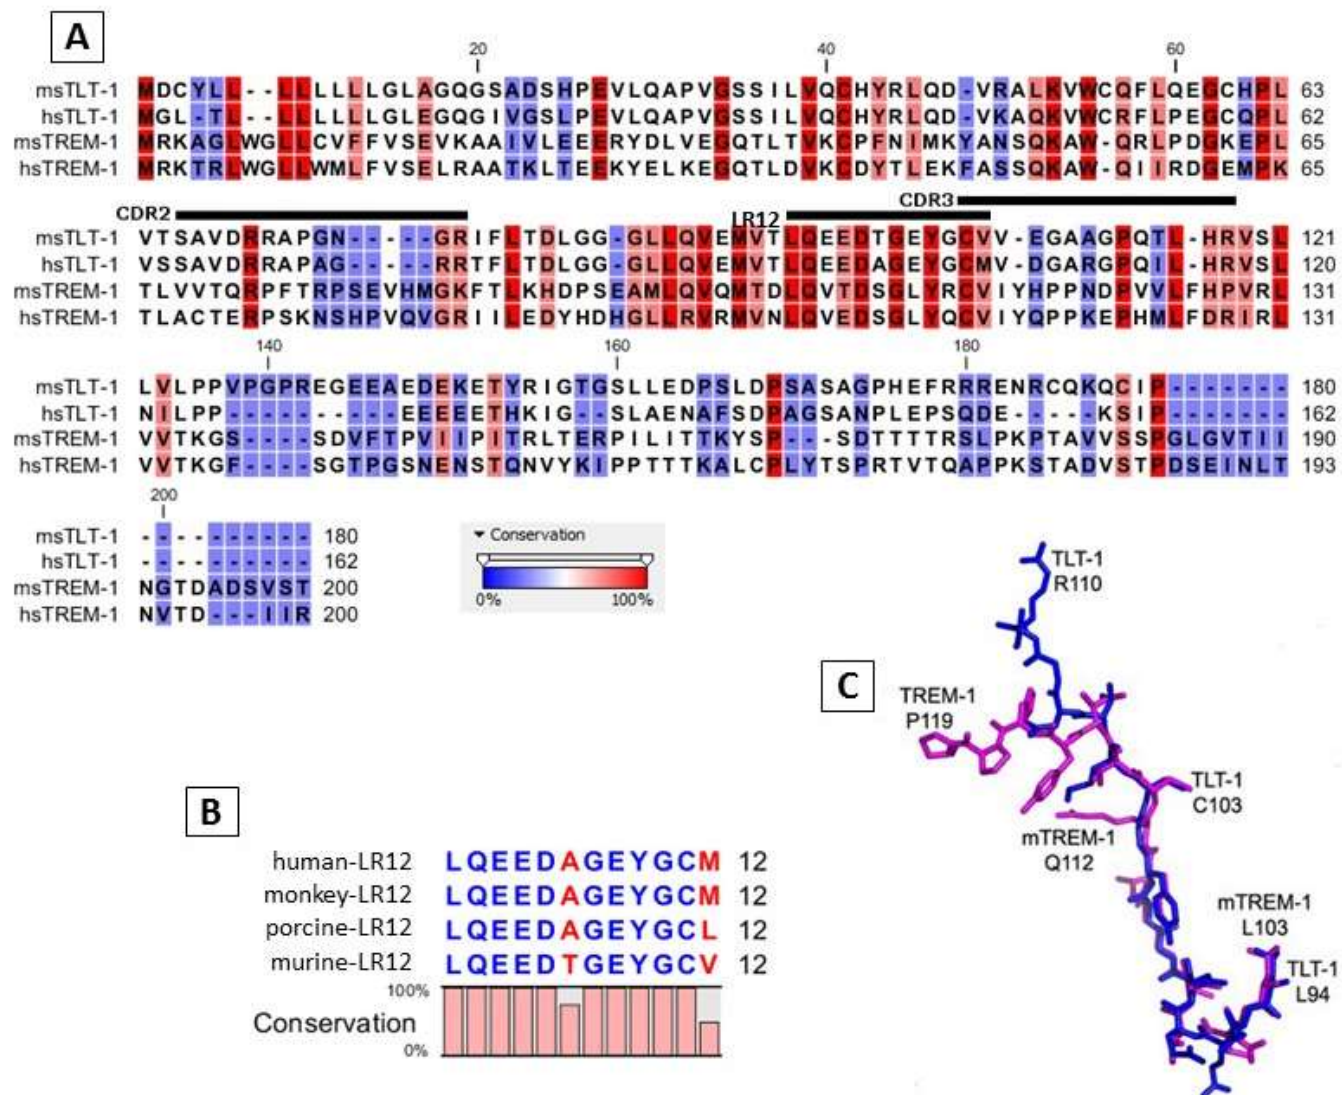 A
20 40 60
msTLT-1 MDCYLL--LLLLLLGLAGQGSADSHPEVLQAPVGSSILVQCHYRLQD-VRALKVWCQFLQEGCHPL 63
hsTLT-1 MGL-TL--LLLLLLGLEGQGIVGSLPEVLQAPVGSSILVQCHYRLQD-VKAQKVWCRFLPEGCQPL 62
msTREM-1 MRKAGLWGLLCVFFVSEVKAAIVLEEERYDLVEGQTLTVKCPFNIMKYANSQKAW-QRLPDGKEPL 65
hsTREM-1 MRKTRLWGLLWMLFVSELRAATKLTEEKYELKEGQTLDVKCDYTLEKFASSQKAW-QIIRDGEMPK 65
CDR2 LR12 CDR3
msTLT-1 VTSAVDRRAPGN-----GRIFLTDLGG-GLLQVEMVTLQEEDTGEYGCVV-EGAAGPQTL-HRVSL 121
hsTLT-1 VSSAVDRRAPAG-----RRTFLTDLGG-GLLQVEMVTLQEEDAGEYGCMV-DGARGPQIL-HRVSL 120
msTREM-1 TLVVTQRPFTRPSEVHMGKFTLKHDPSEAMLQVQMTDLQVTDSGLYRCVIYHPPNDPVVLFHPVRL 131
hsTREM-1 TLACTERPSKNSHPVQVGRIILEDYHDHGLLRVRMVNLQVEDSGLYQCVIYQPPKEPHMLFDRIRL 131
140 160 180
msTLT-1 LVLPPVPGPREGEEAEDEKETYRIGTGSLLEDPSLDPSASAGPHEFRRRENRCQKQCIP------- 180
hsTLT-1 NILPP----------EEEEETHKIG--SLAENAFSDPAGSANPLEPSQDE-----KSIP------- 162
msTREM-1 VVTKGS----SDVFTPVIIPITRLTERPILITTKYSP---SDTTTTRSLPKPTAVVSSPGLGVTII 190
hsTREM-1 VVTKGF----SGTPGSNENSTQNVYKIPPTTTKALCPLYTSPRTVTQAPPKSTADVSTPDSEINLT 193
200
msTLT-1 ---------- 180
hsTLT-1 ---------- 162
msTREM-1 NGTDADSVST 200
hsTREM-1 NVTD---IIR 200
Conservation
0% 100%
B
human-LR12 LQEEDAGEYGCM 12
monkey-LR12 LQEEDAGEYGCM 12
porcine-LR12 LQEEDAGEYGCL 12
murine-LR12 LQEEDTGEYGCV 12
100%
Conservation
0%
C
TLT-1
R110
TREM-1
P119
TLT-1
C103
mTREM-1
Q112
mTREM-1
L103
TLT-1
L94